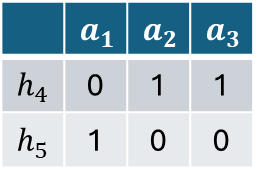 a₁ a₂ a₃
h₄ 0 1 1
h₅ 1 0 0